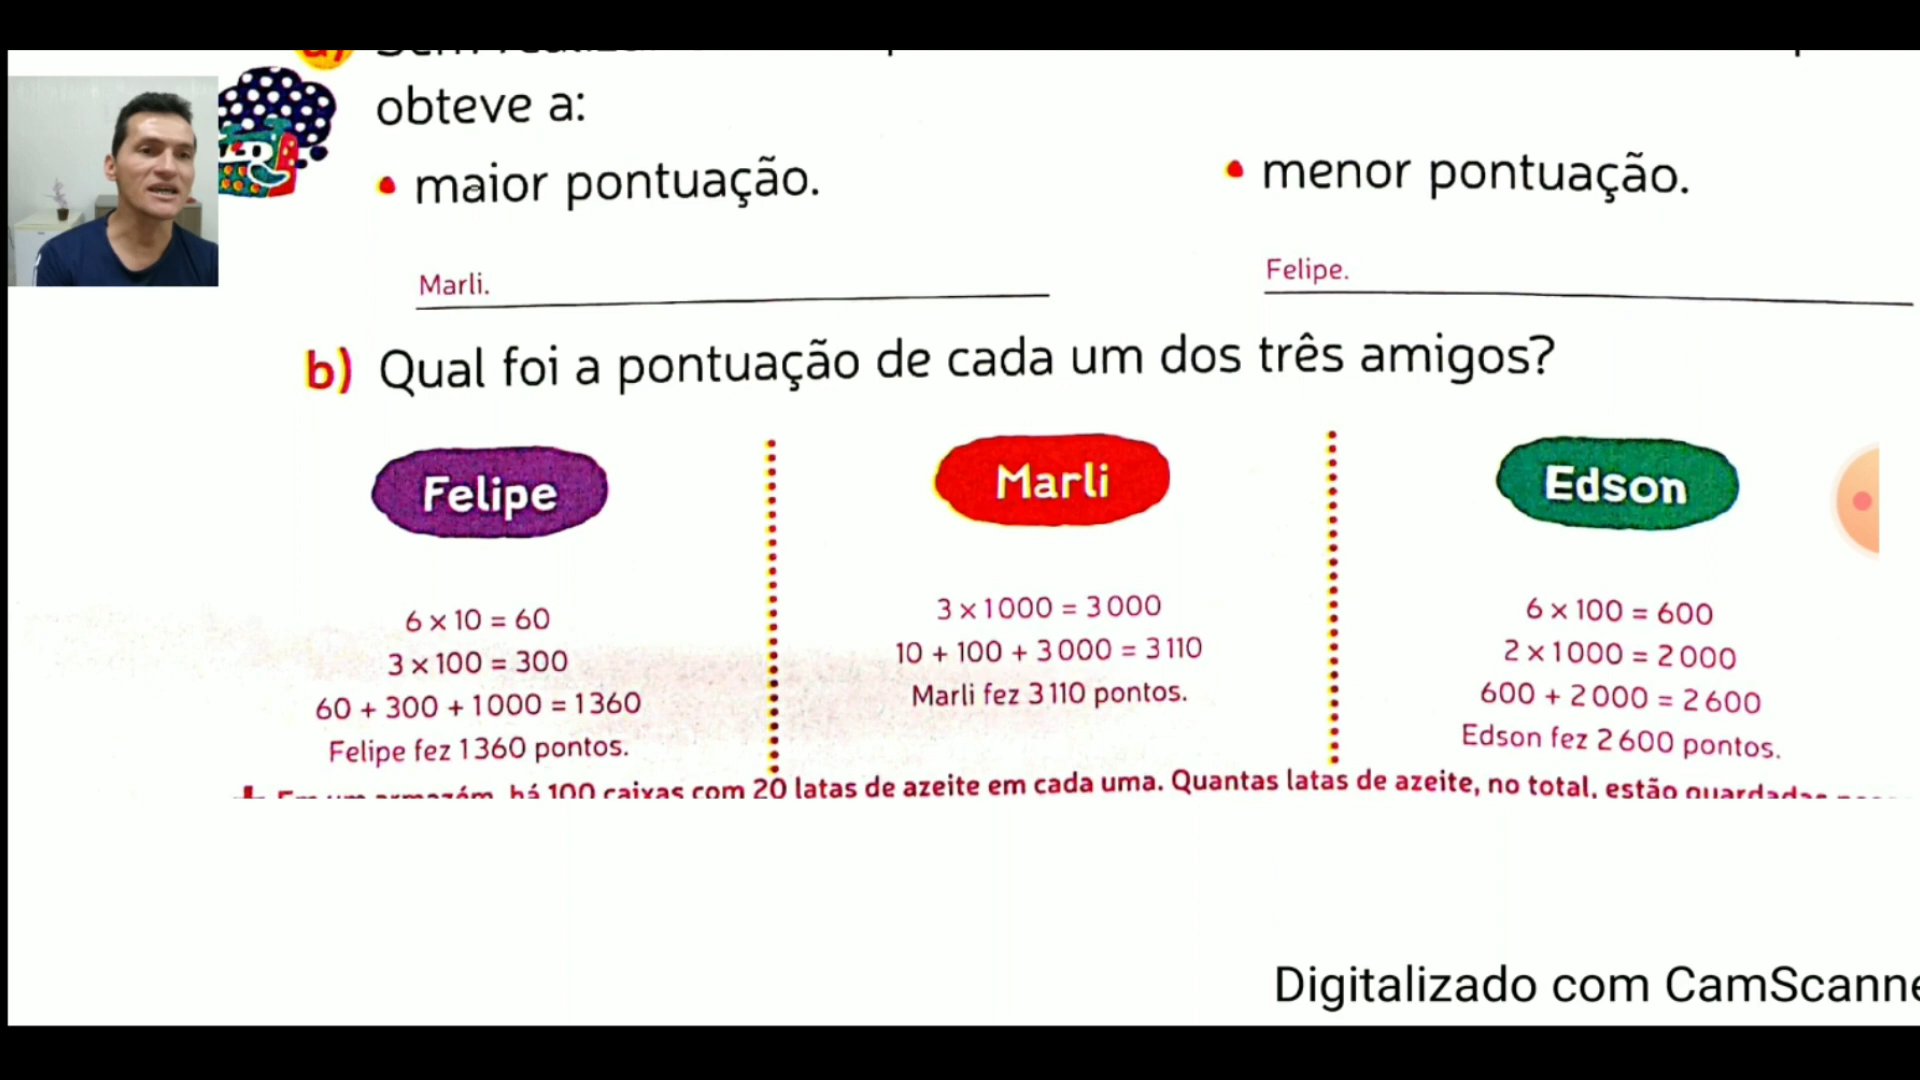 obteve a:
• maior pontuação.
• menor pontuação.
Marli.
Felipe.
b) Qual foi a pontuação de cada um dos três amigos?
Felipe
6 x 10 = 60
3 x 100 = 300
60 + 300 + 1000 = 1360
Felipe fez 1360 pontos.
Marli
3 x 1000 = 3000
10 + 100 + 3000 = 3110
Marli fez 3110 pontos.
Edson
6 x 100 = 600
2 x 1000 = 2000
600 + 2000 = 2600
Edson fez 2600 pontos.
há 100 caixas com 20 latas de azeite em cada uma. Quantas latas de azeite, no total, estão
Digitalizado com